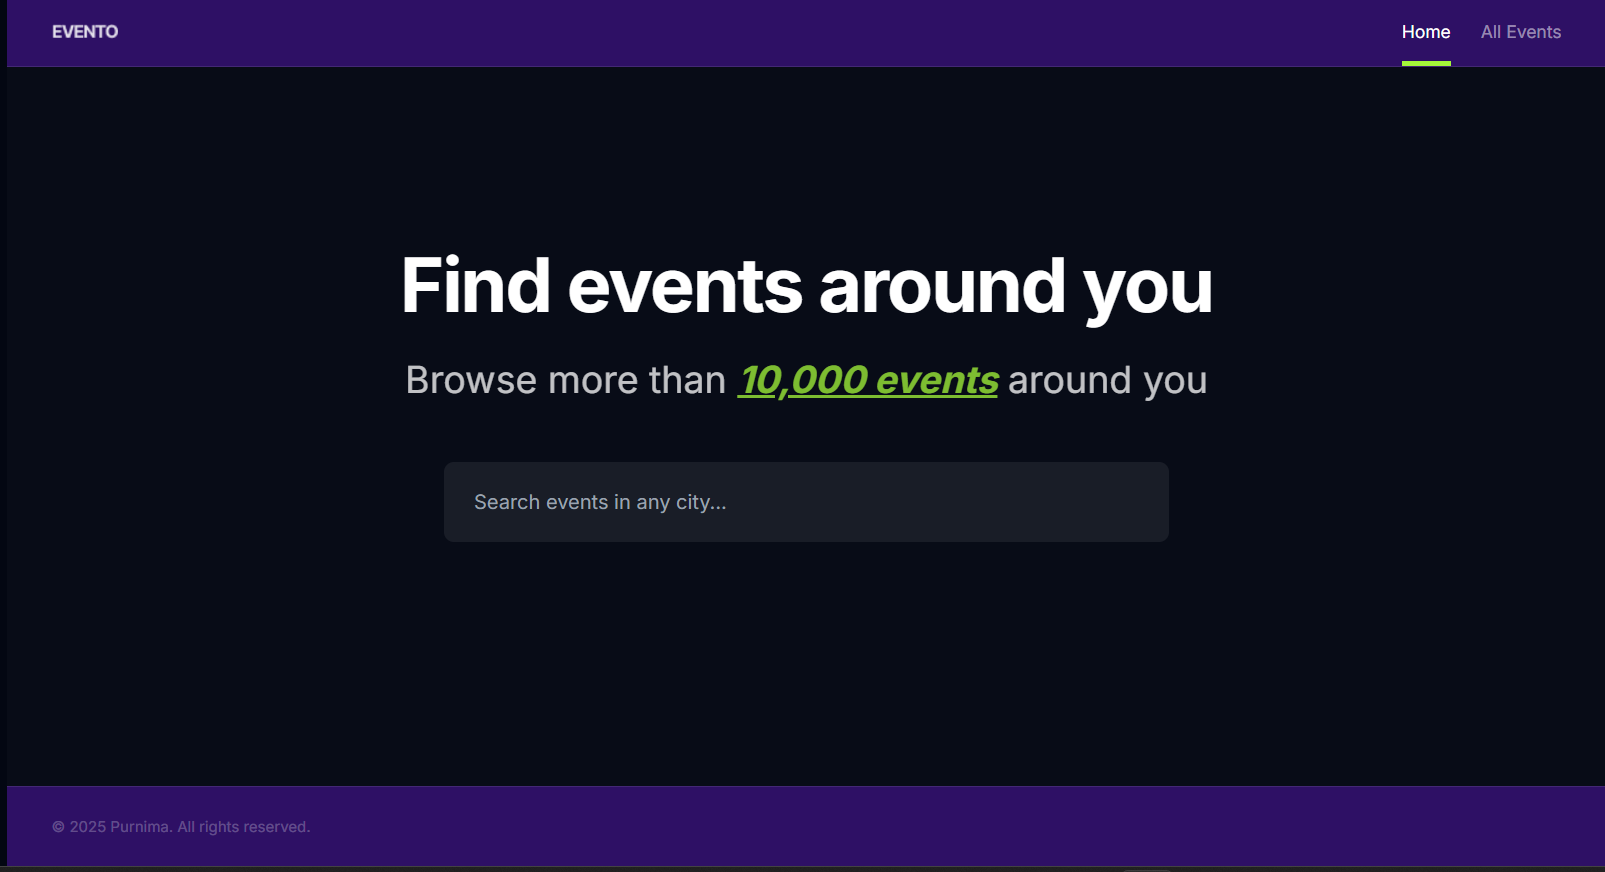 EVENTO
Home
All Events
Find events around you
Browse more than 10,000 events around you
Search events in any city...
© 2025 Purnima. All rights reserved.